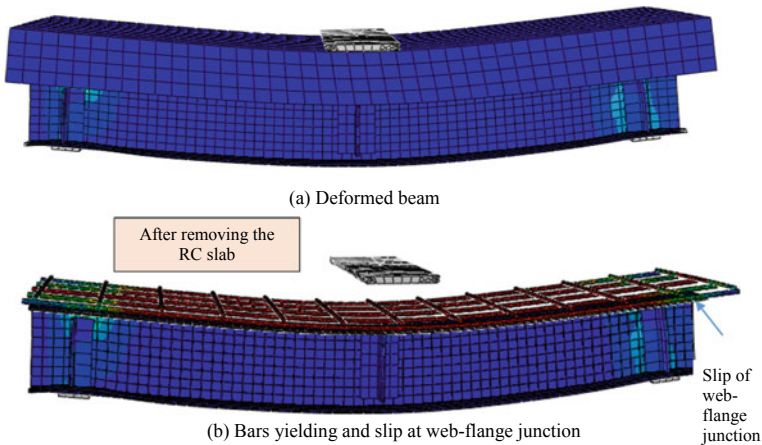 (a) Deformed beam
After removing the
RC slab
Slip of
web-
flange
junction
(b) Bars yielding and slip at web-flange junction